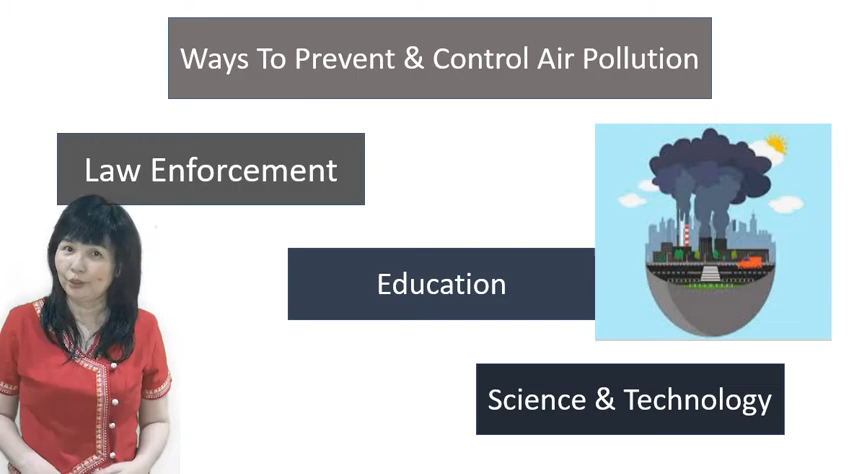 Ways To Prevent & Control Air Pollution
Law Enforcement
Education
Science & Technology